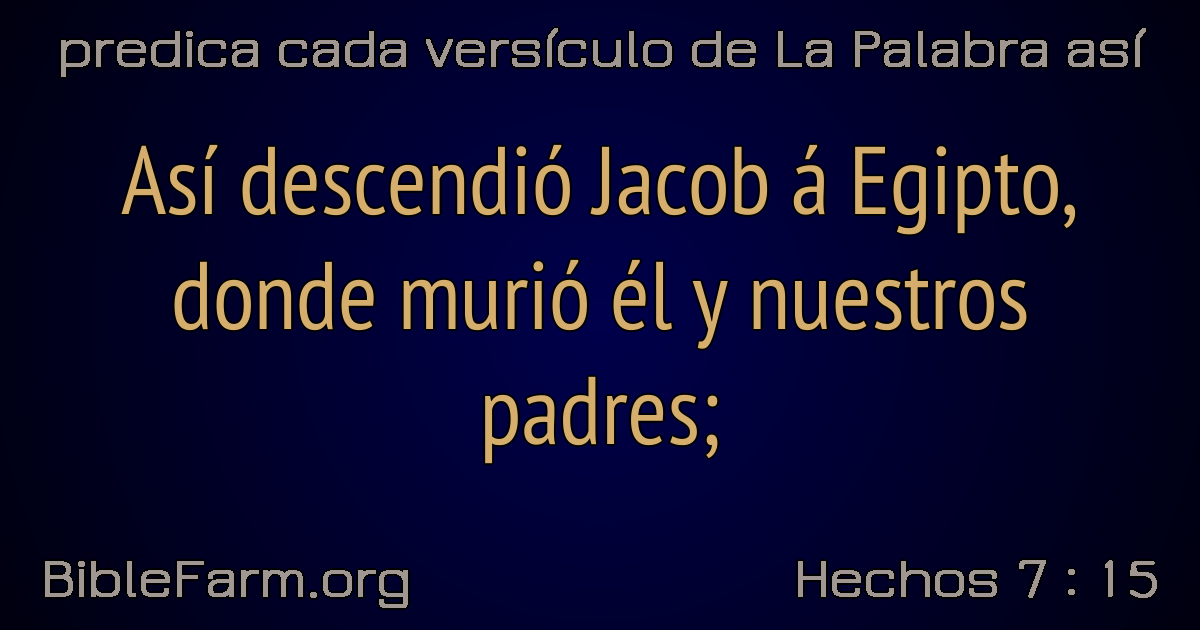 predica cada versículo de La Palabra así
Así descendió Jacob á Egipto,
donde murió él y nuestros
padres;
BibleFarm.org
Hechos 7 : 15